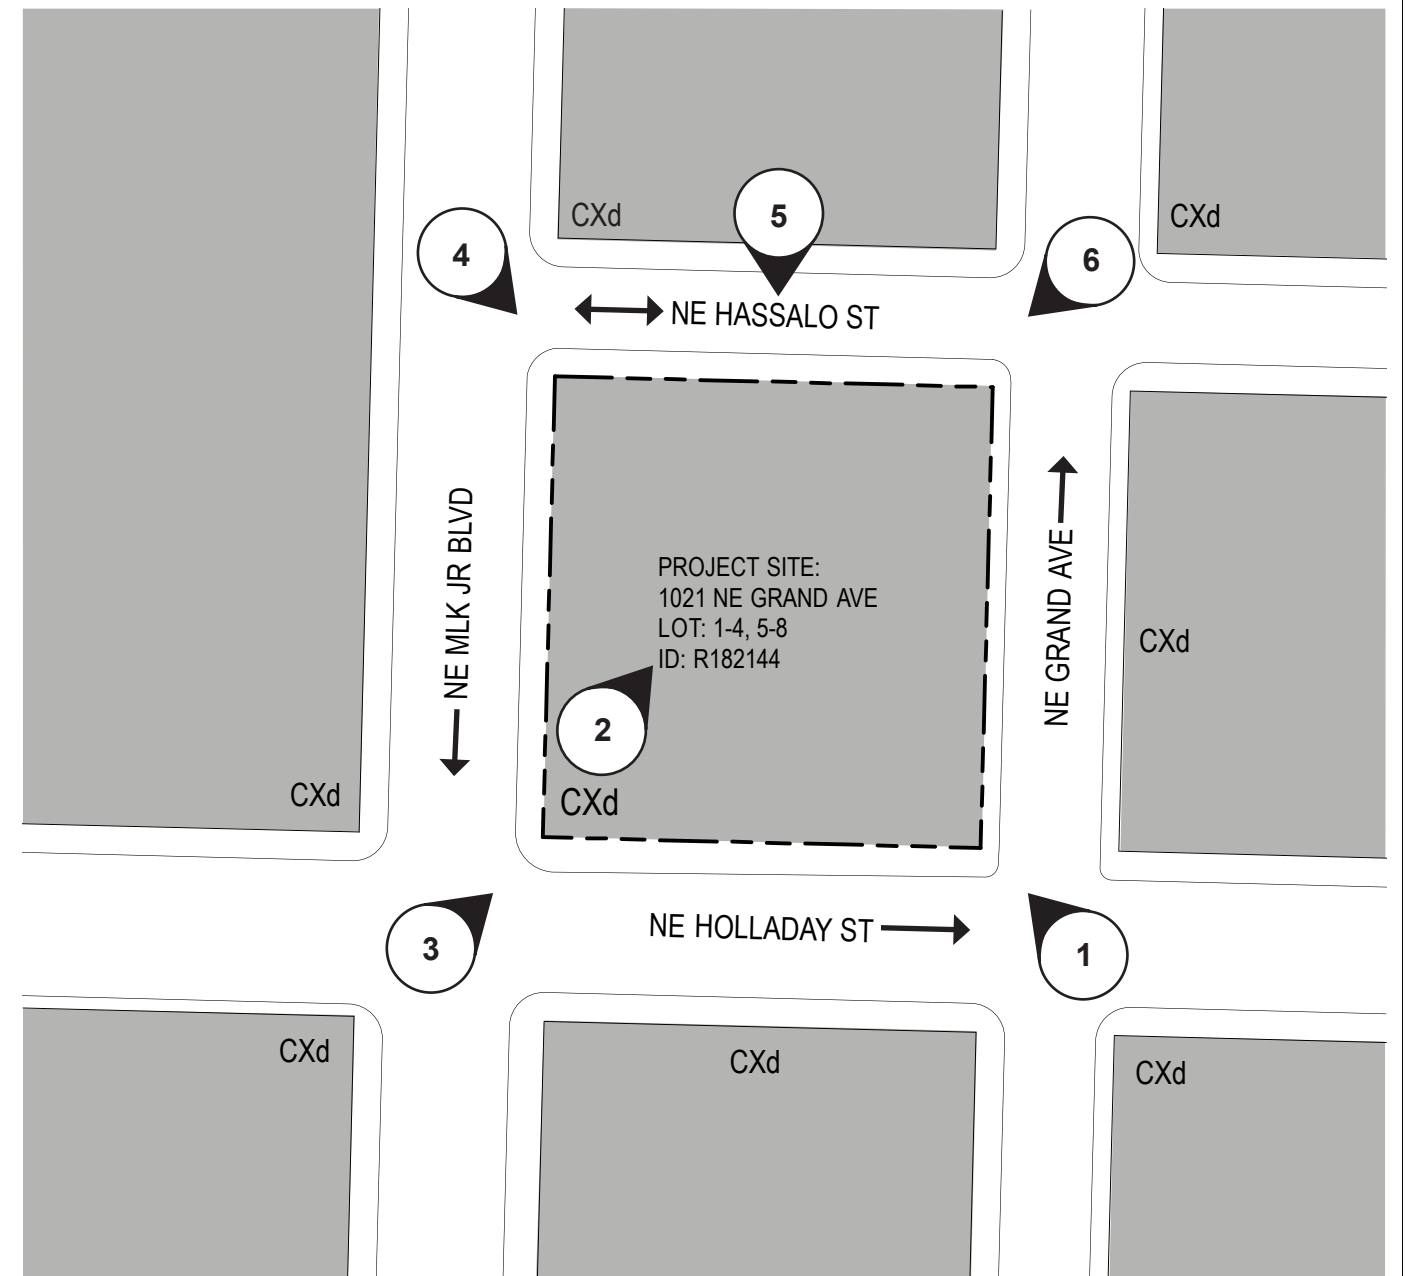 CXd
5
CXd
4
6
NE HASSALO ST
NE MLK JR BLVD
PROJECT SITE:
1021 NE GRAND AVE
LOT: 1-4, 5-8
ID: R182144
NE GRAND AVE
CXd
2
CXd
CXd
3
NE HOLLADAY ST
1
CXd
CXd
CXd